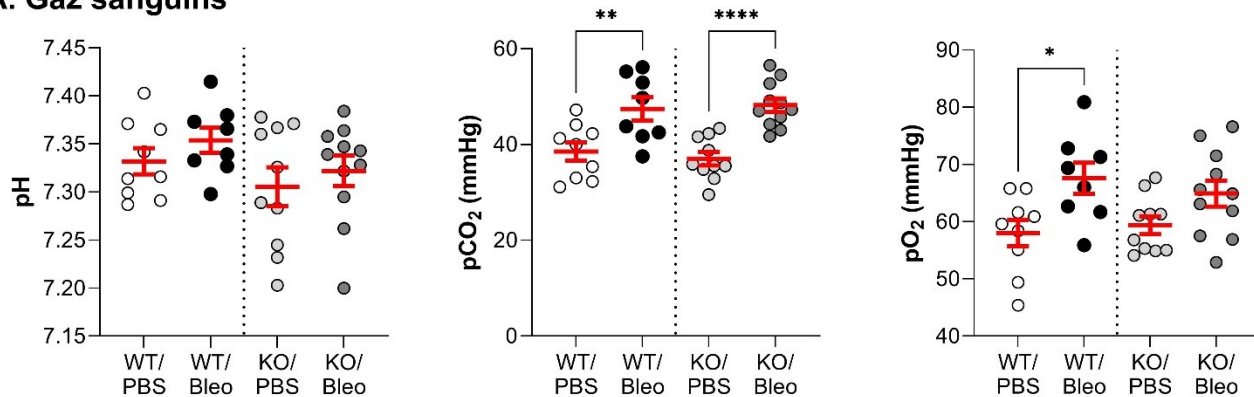 A. Gaz sanguins
** ****
*
pH
7.45
7.40
7.35
7.30
7.25
7.20
7.15
WT/ PBS
WT/ Bleo
KO/ PBS
KO/ Bleo
pCO₂ (mmHg)
60
40
20
0
WT/ PBS
WT/ Bleo
KO/ PBS
KO/ Bleo
pO₂ (mmHg)
90
80
70
60
50
40
WT/ PBS
WT/ Bleo
KO/ PBS
KO/ Bleo